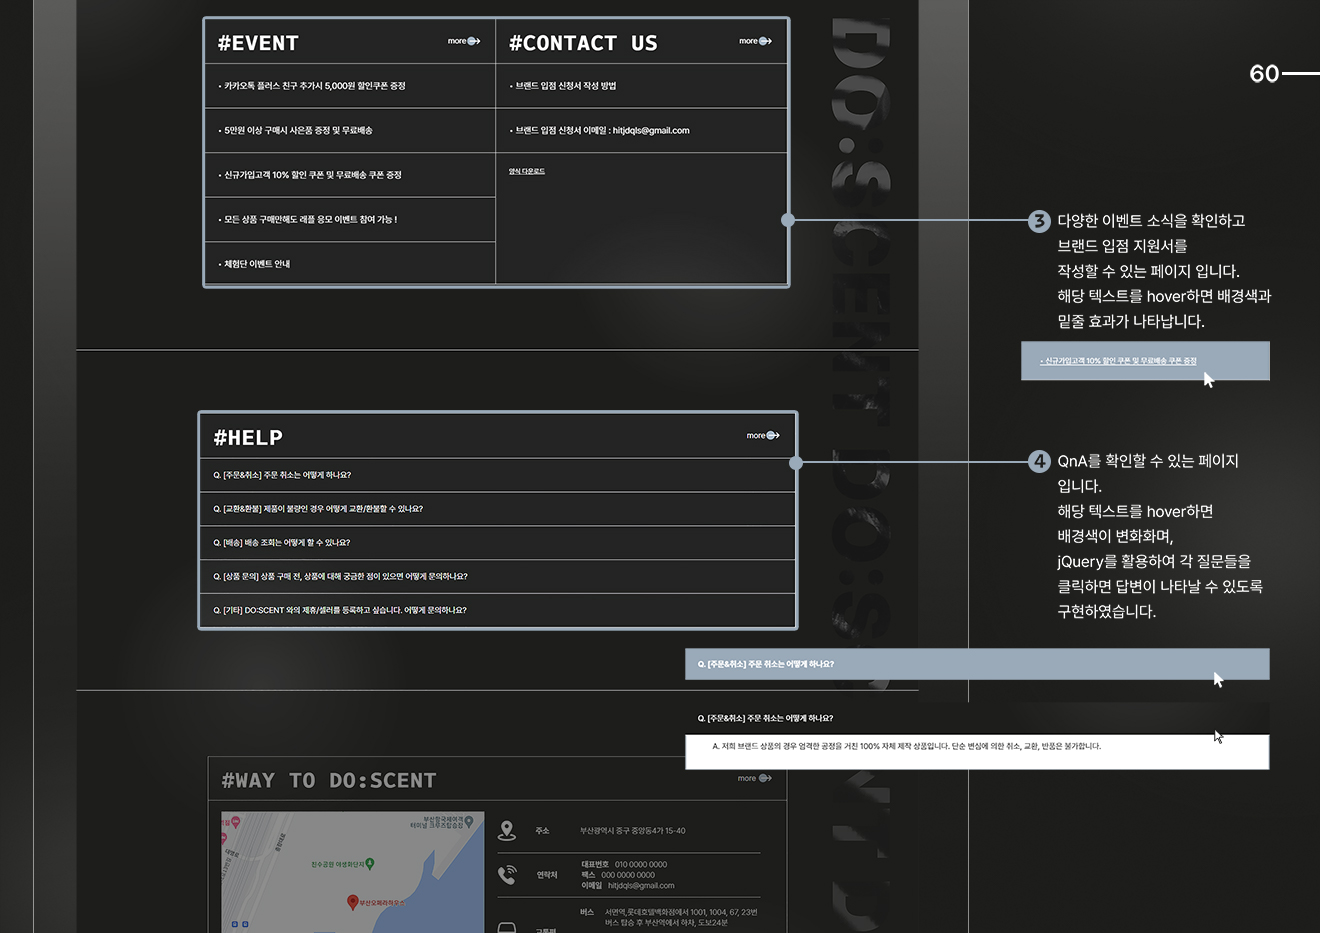 #EVENT
more
· 카카오톡 플러스 친구 추가시 5,000원 할인쿠폰 증정
· 5만원 이상 구매시 사은품 증정 및 무료배송
· 신규가입고객 10% 할인 쿠폰 및 무료배송 쿠폰 증정
· 모든 상품 구매만해도 래플 응모 이벤트 참여 가능 !
· 체험단 이벤트 안내
#CONTACT US
more
· 브랜드 입점 신청서 작성 방법
· 브랜드 입점 신청서 이메일 : hitjdqls@gmail.com
양식 다운로드
DO:SCENT DO:S
60
3 다양한 이벤트 소식을 확인하고
브랜드 입점 지원서를
작성할 수 있는 페이지 입니다.
해당 텍스트를 hover하면 배경색과
밑줄 효과가 나타납니다.
· 신규가입고객 10% 할인 쿠폰 및 무료배송 쿠폰 증정
#HELP
more
Q. [주문&취소] 주문 취소는 어떻게 하나요?
Q. [교환&환불] 제품이 불량인 경우 어떻게 교환/환불할 수 있나요?
Q. [배송] 배송 조회는 어떻게 할 수 있나요?
Q. [상품 문의] 상품 구매 전, 상품에 대해 궁금한 점이 있으면 어떻게 문의하나요?
Q. [기타] DO:SCENT 와의 제휴/셀러를 등록하고 싶습니다. 어떻게 문의하나요?
4 QnA를 확인할 수 있는 페이지
입니다.
해당 텍스트를 hover하면
배경색이 변화화며,
jQuery를 활용하여 각 질문들을
클릭하면 답변이 나타날 수 있도록
구현하였습니다.
Q. [주문&취소] 주문 취소는 어떻게 하나요?
Q. [주문&취소] 주문 취소는 어떻게 하나요?
A. 저희 브랜드 상품의 경우 엄격한 공정을 거친 100% 자체 제작 상품입니다. 단순 변심에 의한 취소, 교환, 반품은 불가합니다.
#WAY TO DO:SCENT
more
부산항국제여객
터미널 크루즈탑승장
친수공원 야생화단지
부산오페라하우스
주소 부산광역시 중구 중앙동4가 15-40
연락처
대표번호 010 0000 0000
팩스 000 0000 0000
이메일 hitjdqls@gmail.com
버스 서면역,롯데호텔백화점에서 1001, 1004, 67, 23번
버스 탑승 후 부산역에서 하차, 도보24분